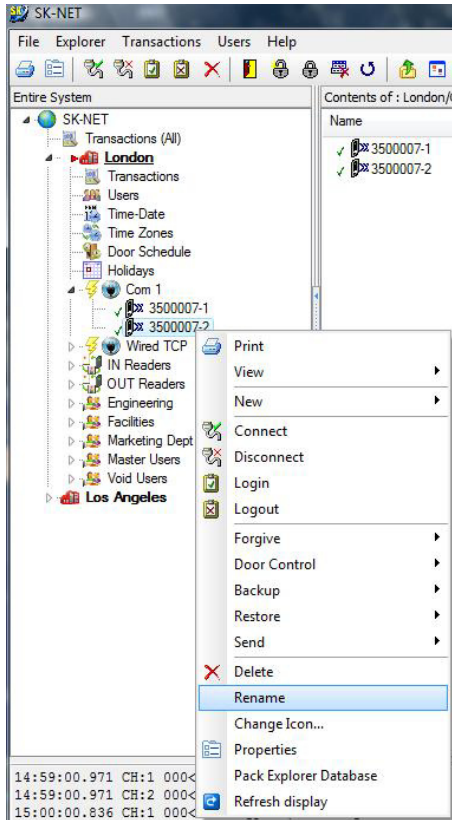 SK-NET
File Explorer Transactions Users Help
Entire System
SK-NET
Transactions (All)
London
Transactions
Users
Time-Date
Time Zones
Door Schedule
Holidays
Com 1
3500007-1
3500007-2
Wired TCP
IN Readers
OUT Readers
Engineering
Facilities
Marketing Dept
Master Users
Void Users
Los Angeles
Contents of : London/
Name
3500007-1
3500007-2
Print
View
New
Connect
Disconnect
Login
Logout
Forgive
Door Control
Backup
Restore
Send
Delete
Rename
Change Icon...
Properties
Pack Explorer Database
Refresh display
14:59:00.971 CH:1 000<
14:59:00.971 CH:2 000<
15:00:00.836 CH:1 000<